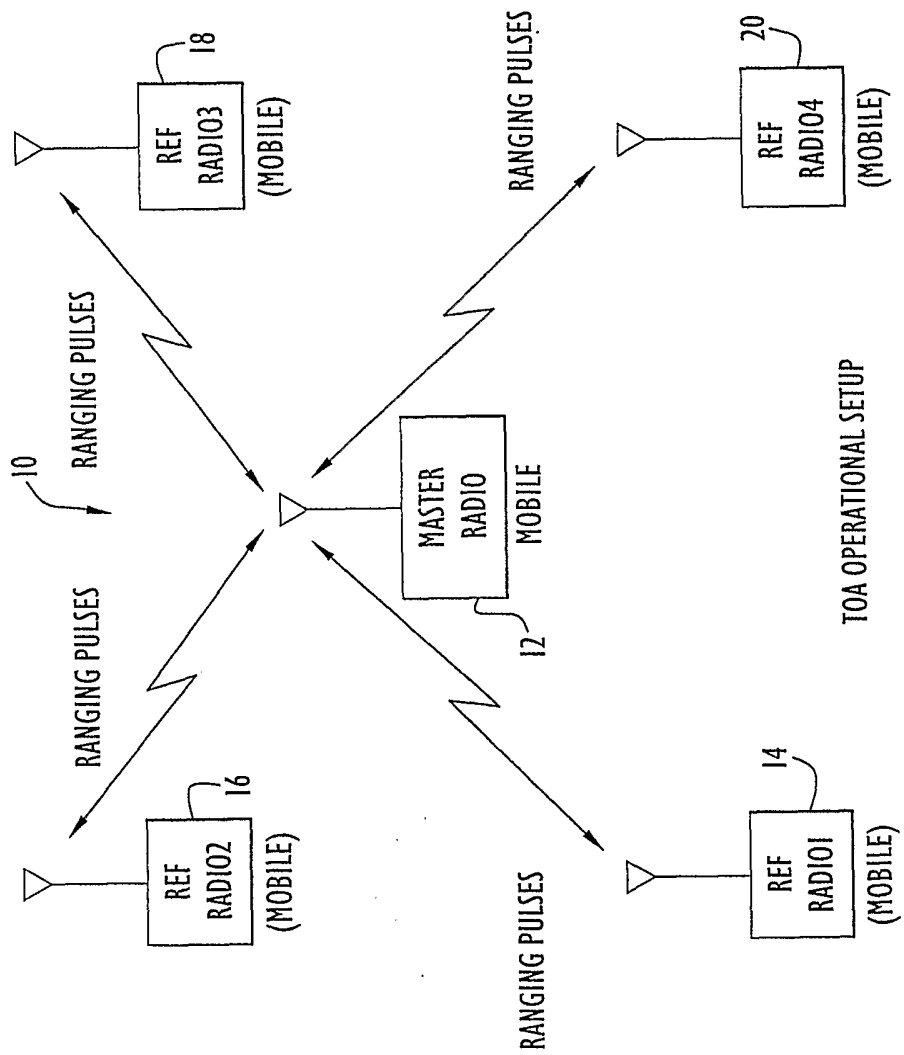 10
RANGING PULSES
RANGING PULSES
REF
RADIO2
16
(MOBILE)
REF
RADIO3
18
(MOBILE)
MASTER
RADIO
MOBILE
12
RANGING PULSES
RANGING PULSES
REF
RADIO1
14
(MOBILE)
REF
RADIO4
20
(MOBILE)
TOA OPERATIONAL SETUP